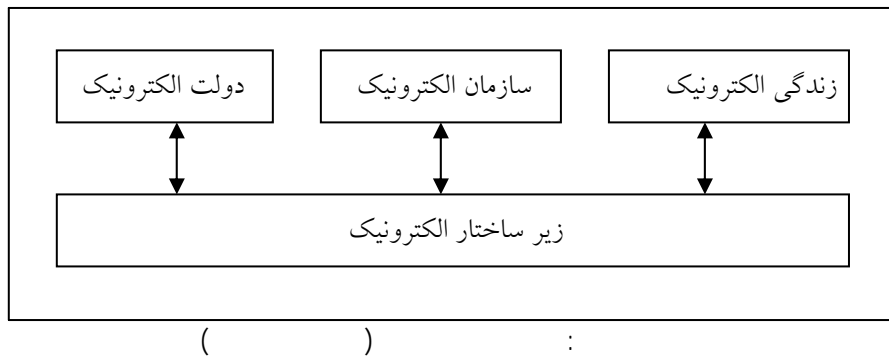 زندگی الکترونیک
سازمان الکترونیک
دولت الکترونیک
زیر ساختار الکترونیک
: ( )